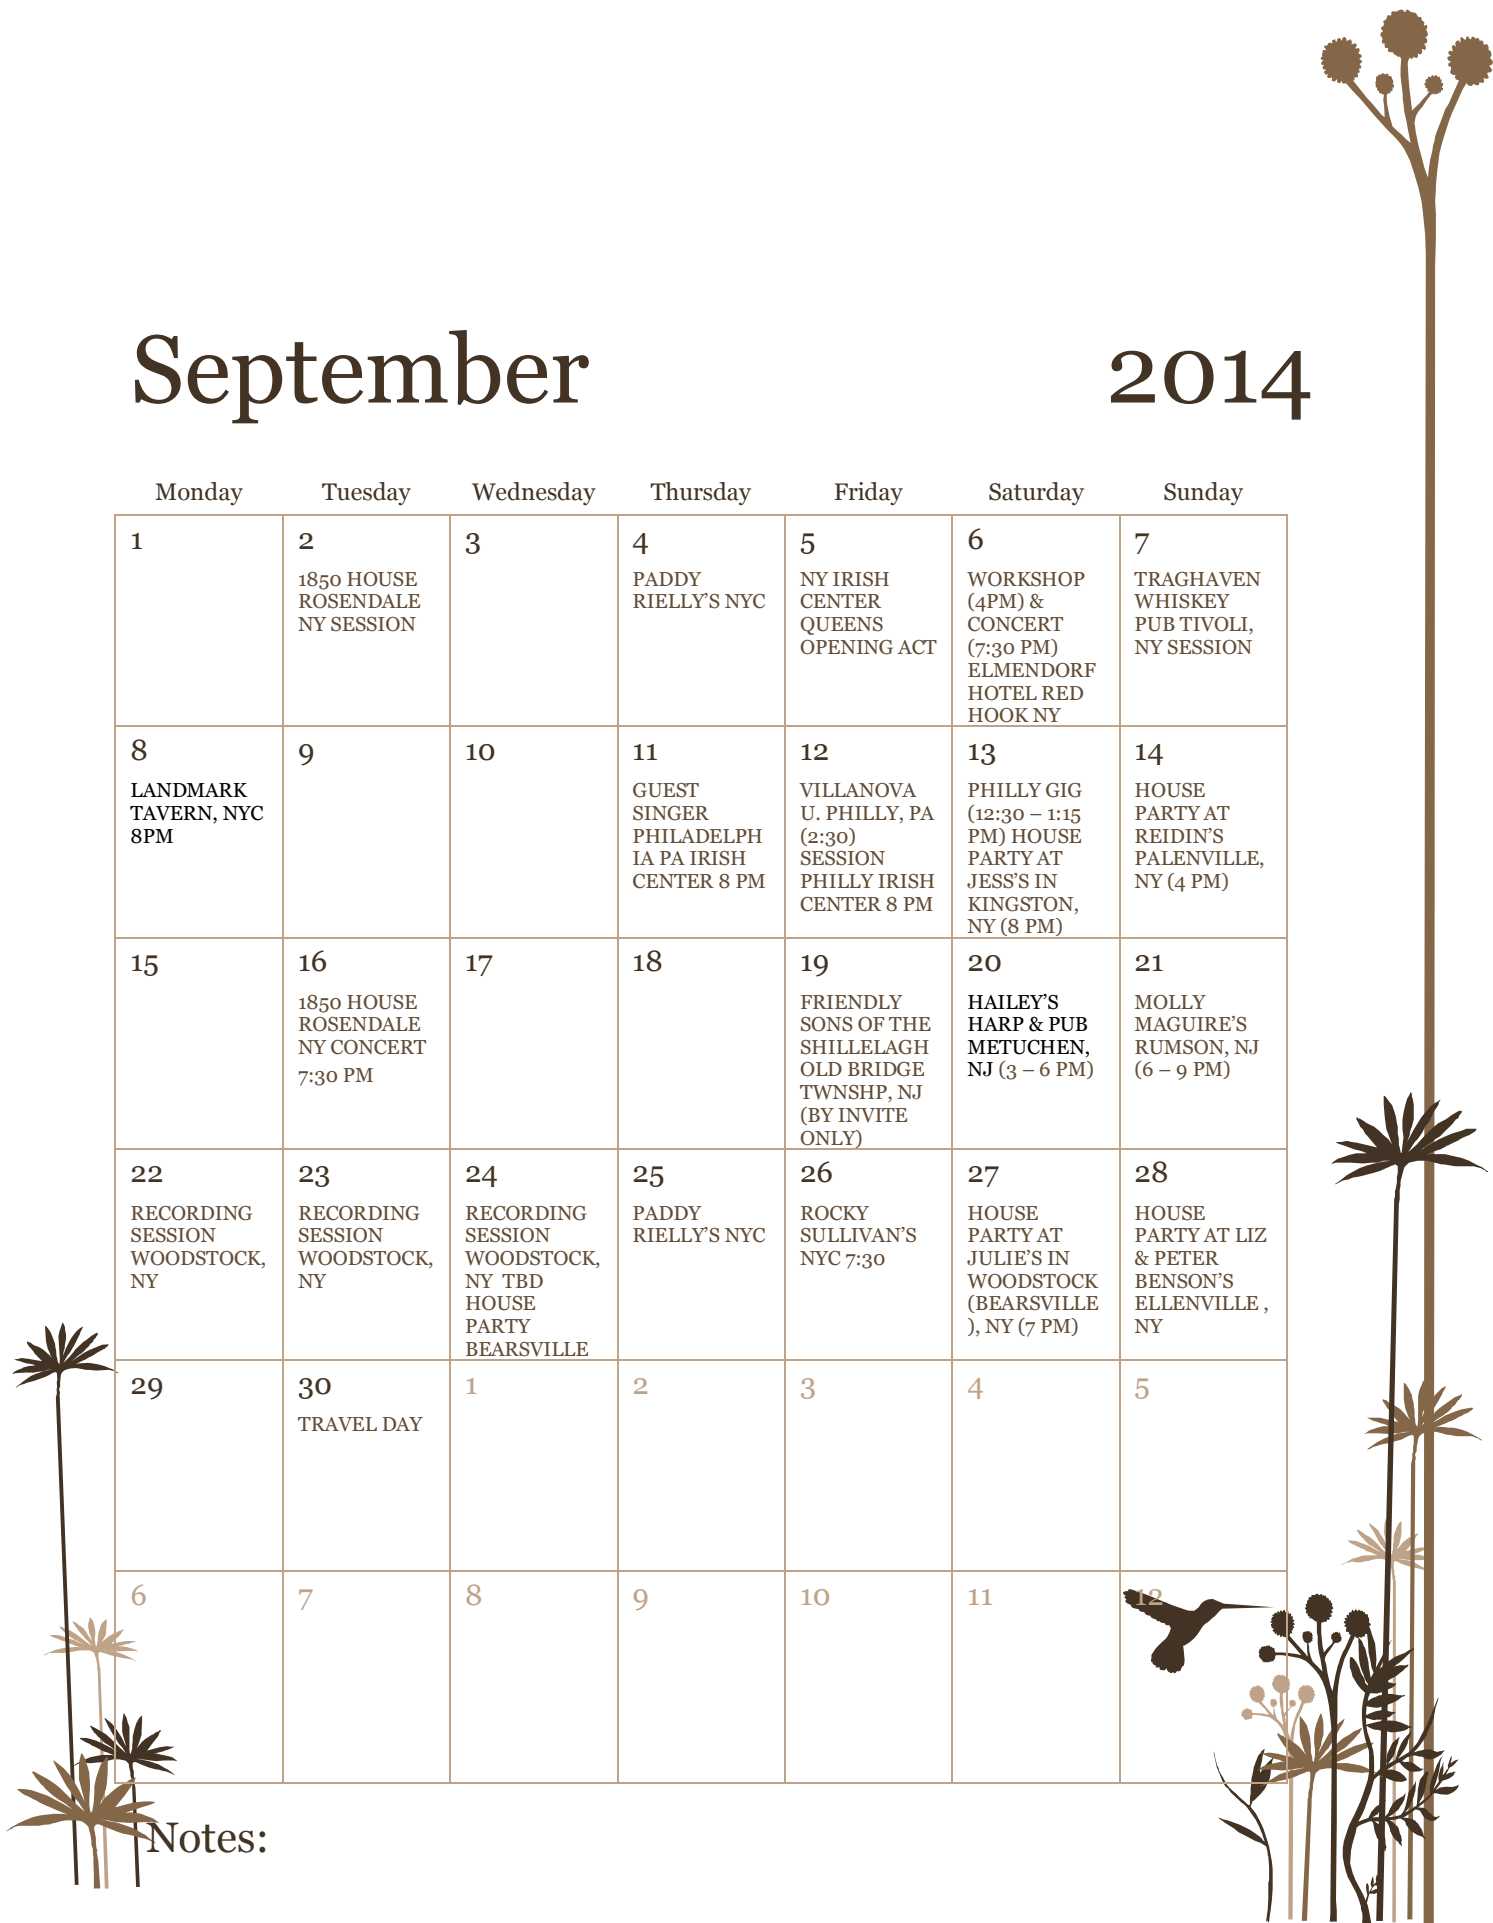 September 2014
Monday Tuesday Wednesday Thursday Friday Saturday Sunday
1
2
1850 HOUSE
ROSENDALE
NY SESSION
3
4
PADDY
RIELLY’S NYC
5
NY IRISH
CENTER
QUEENS
OPENING ACT
6
WORKSHOP
(4PM) &
CONCERT
(7:30 PM)
ELMENDORF
HOTEL RED
HOOK NY
7
TRAGHAVEN
WHISKEY
PUB TIVOLI,
NY SESSION
8
LANDMARK
TAVERN, NYC
8PM
9
10
11
GUEST
SINGER
PHILADELPH
IA PA IRISH
CENTER 8 PM
12
VILLANOVA
U. PHILLY, PA
(2:30)
SESSION
PHILLY IRISH
CENTER 8 PM
13
PHILLY GIG
(12:30 – 1:15
PM) HOUSE
PARTY AT
JESS’S IN
KINGSTON,
NY (8 PM)
14
HOUSE
PARTY AT
REIDIN’S
PALENVILLE,
NY (4 PM)
15
16
1850 HOUSE
ROSENDALE
NY CONCERT
7:30 PM
17
18
19
FRIENDLY
SONS OF THE
SHILLELAGH
OLD BRIDGE
TWNSHP, NJ
(BY INVITE
ONLY)
20
HAILEY’S
HARP & PUB
METUCHEN,
NJ (3 – 6 PM)
21
MOLLY
MAGUIRE’S
RUMSON, NJ
(6 – 9 PM)
22
RECORDING
SESSION
WOODSTOCK,
NY
23
RECORDING
SESSION
WOODSTOCK,
NY
24
RECORDING
SESSION
WOODSTOCK,
NY  TBD
HOUSE
PARTY
BEARSVILLE
25
PADDY
RIELLY’S NYC
26
ROCKY
SULLIVAN’S
NYC 7:30
27
HOUSE
PARTY AT
JULIE’S IN
WOODSTOCK
(BEARSVILLE
), NY (7 PM)
28
HOUSE
PARTY AT LIZ
& PETER
BENSON’S
ELLENVILLE ,
NY
29
30
TRAVEL DAY
1
2
3
4
5
6
7
8
9
10
11
12
Notes: